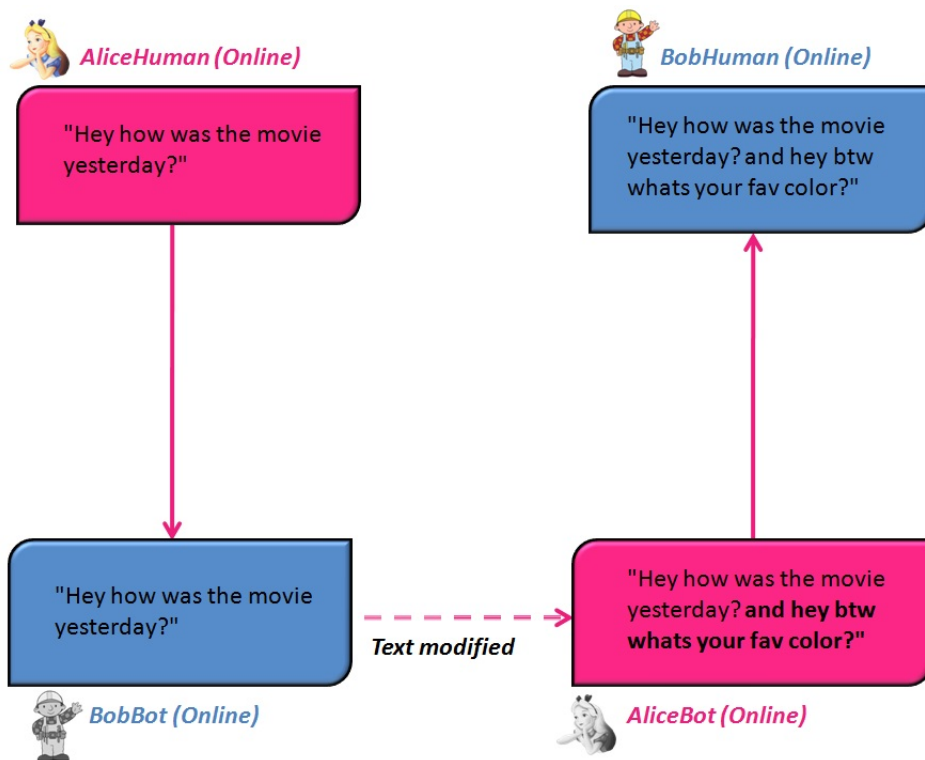 AliceHuman (Online)
BobHuman (Online)
"Hey how was the movie
yesterday?"
"Hey how was the movie
yesterday? and hey btw
whats your fav color?"
"Hey how was the movie
yesterday?"
Text modified
"Hey how was the movie
yesterday? and hey btw
whats your fav color?"
BobBot (Online)
AliceBot (Online)